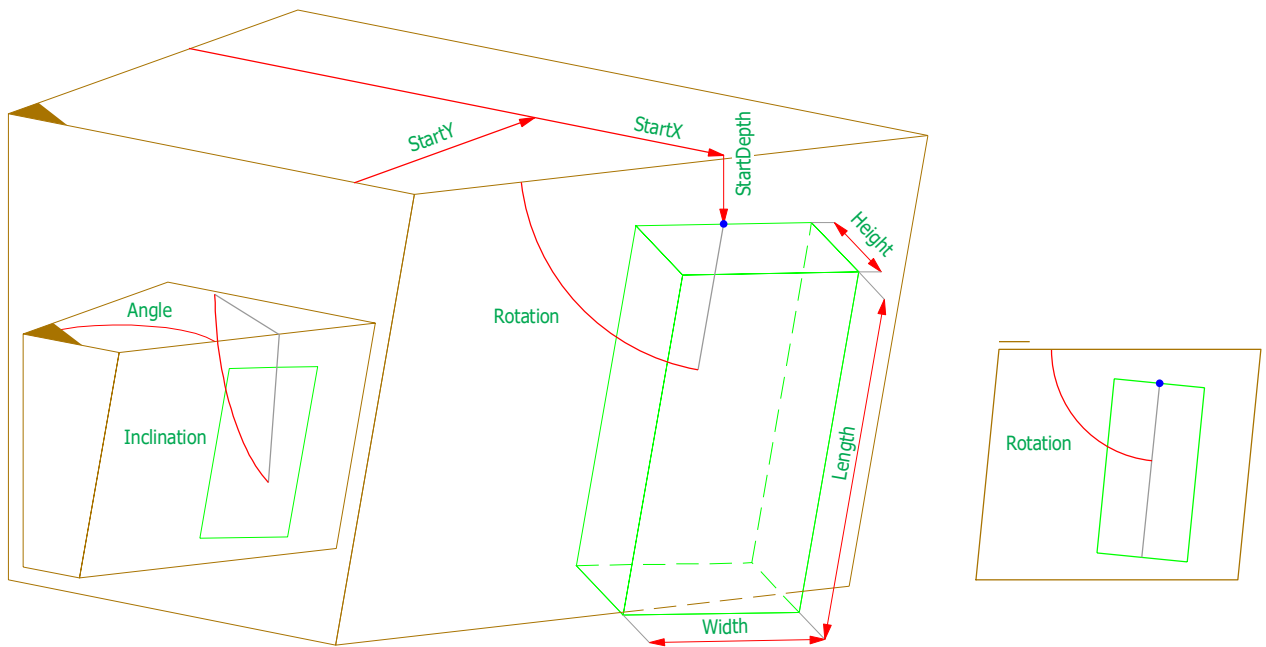 StartY
StartX
StartDepth
Height
Angle
Rotation
Inclination
Length
Rotation
Width